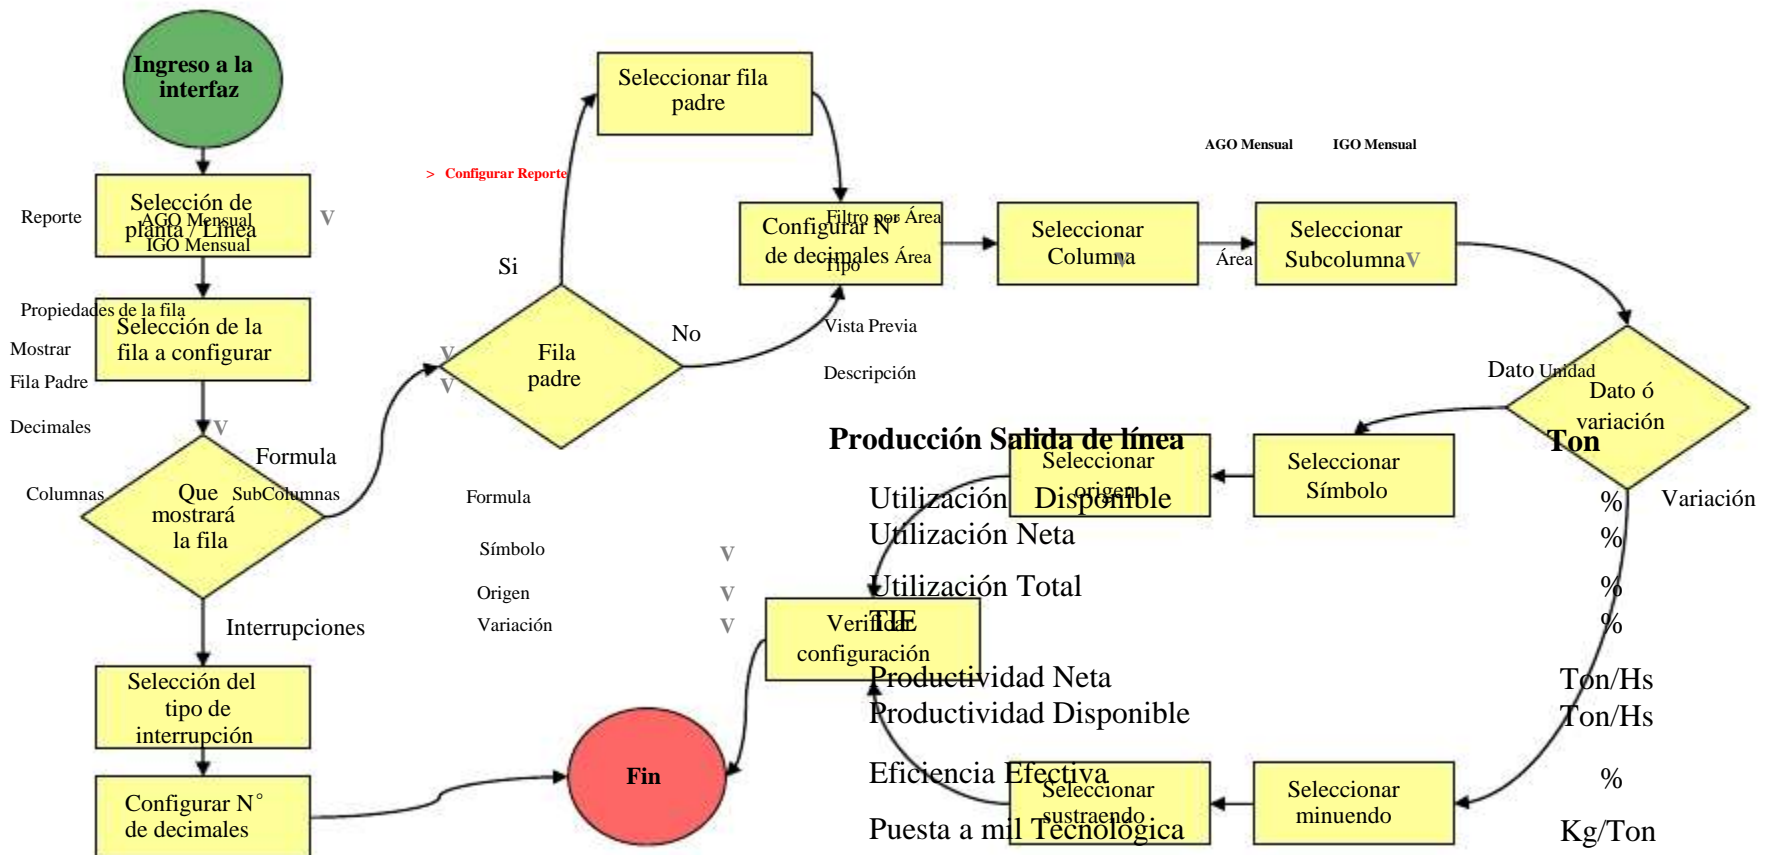 Ingreso a la
interfaz
Seleccionar fila
padre
AGO Mensual
IGO Mensual
> Configurar Reporte
Selección de
planta / Línea
Reporte
AGO Mensual
IGO Mensual
V
Filtro por Área
Configurar N°
de decimales
Tipo
Área
Seleccionar
Columna
V
Área
Seleccionar
Subcolumna
V
Si
Propiedades de la fila
Selección de la
fila a configurar
Mostrar
V
Fila Padre
V
Decimales
V
Fila
padre
No
Vista Previa
Descripción
Dato
Unidad
Dato ó
variación
Formula
Columnas
SubColumnas
Que
mostrará
la fila
Producción Salida de línea
Ton
Seleccionar
origen
Seleccionar
Símbolo
Variación
Formula
Utilización Disponible
%
Utilización Neta
%
Símbolo
V
Origen
V
Variación
V
Utilización Total
%
TIE
%
Verificar
configuración
Interrupciones
Selección del
tipo de
interrupción
Productividad Neta
Ton/Hs
Productividad Disponible
Ton/Hs
Fin
Eficiencia Efectiva
%
Configurar N°
de decimales
Seleccionar
sustraendo
Seleccionar
minuendo
Puesta a mil Tecnológica
Kg/Ton